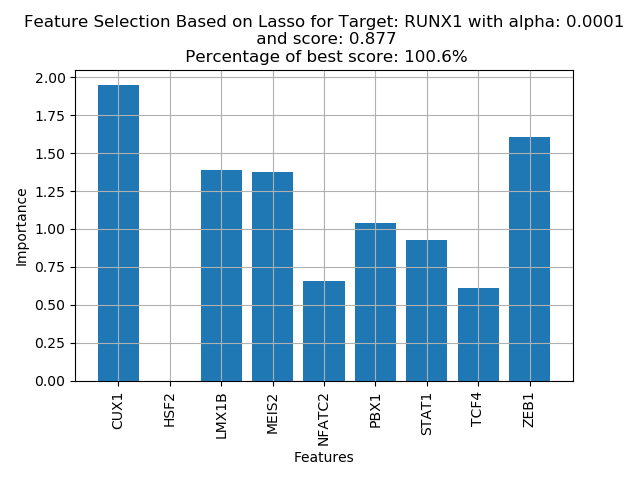 Feature Selection Based on Lasso for Target: RUNX1 with alpha: 0.0001
and score: 0.877
Percentage of best score: 100.6%
2.00
1.75
1.50
1.25
1.00
0.75
0.50
0.25
0.00
Importance
CUX1
HSF2
LMX1B
MEIS2
NFATC2
PBX1
STAT1
TCF4
ZEB1
Features